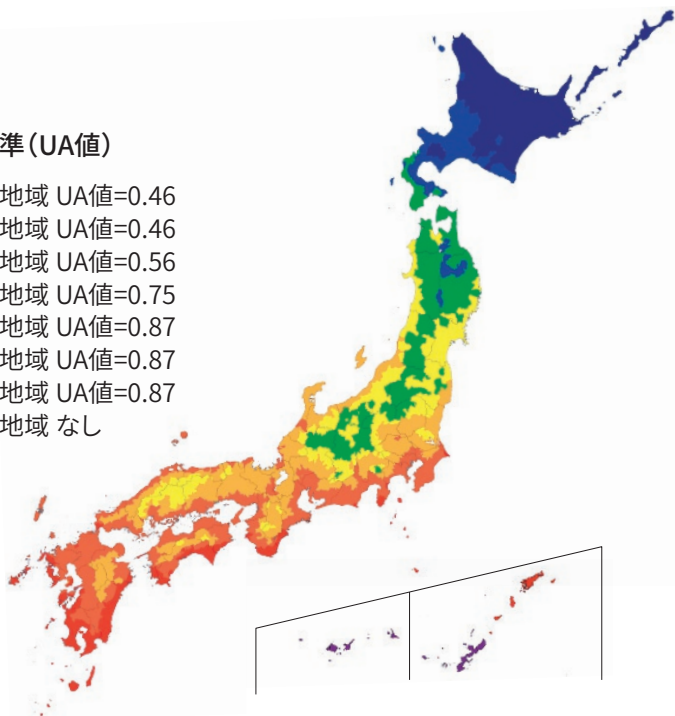 準（UA値）
地域 UA値=0.46
地域 UA値=0.46
地域 UA値=0.56
地域 UA値=0.75
地域 UA値=0.87
地域 UA値=0.87
地域 UA値=0.87
地域 なし